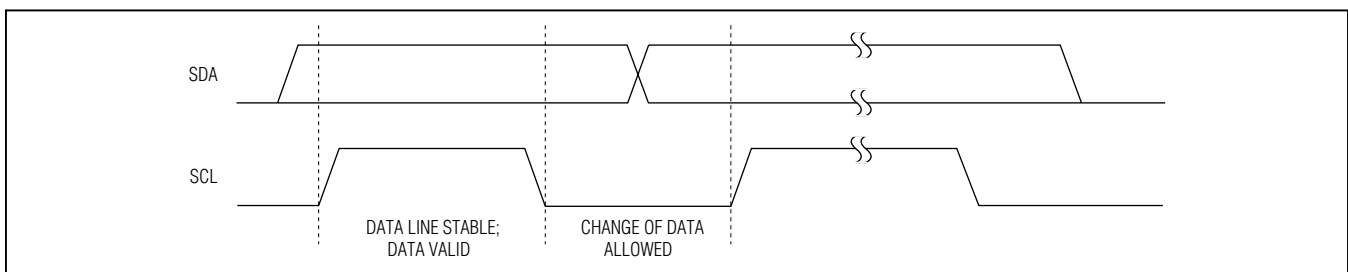 SDA
SCL
DATA LINE STABLE;
DATA VALID
CHANGE OF DATA
ALLOWED